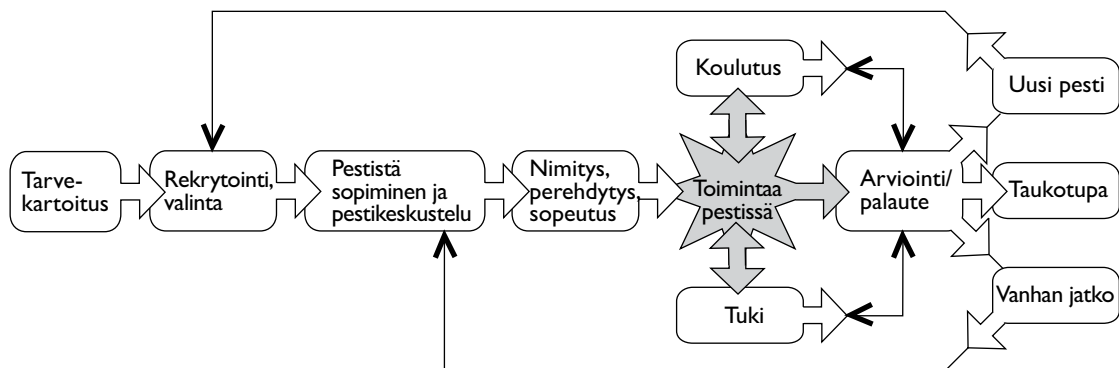 Tarve-
kartoitus
Rekrytointi,
valinta
Pestistä
sopiminen ja
pestikeskustelu
Nimitys,
perehdytys,
sopeutus
Koulutus
Toimintaa
pestissä
Tuki
Arviointi/
palaute
Uusi pesti
Taukotupa
Vanhan jatko